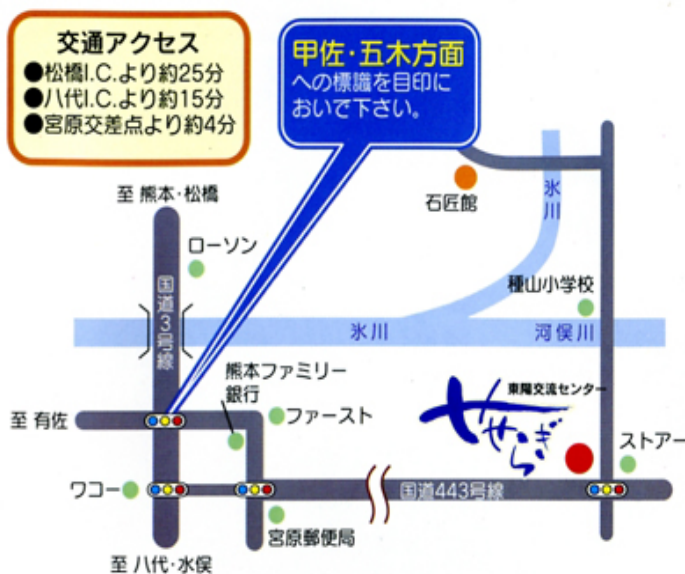 交通アクセス
●松橋I.C.より約25分
●八代I.C.より約15分
●宮原交差点より約4分
甲佐・五木方面
への標識を目印に
おいで下さい。
至 熊本・松橋
ローソン
国道3号線
石匠館
氷川
種山小学校
氷川
河俣川
熊本ファミリー
銀行
ファースト
至 有佐
東陽交流センター
せせらぎ
ストアー
ワコー
国道443号線
宮原郵便局
至 八代・水俣